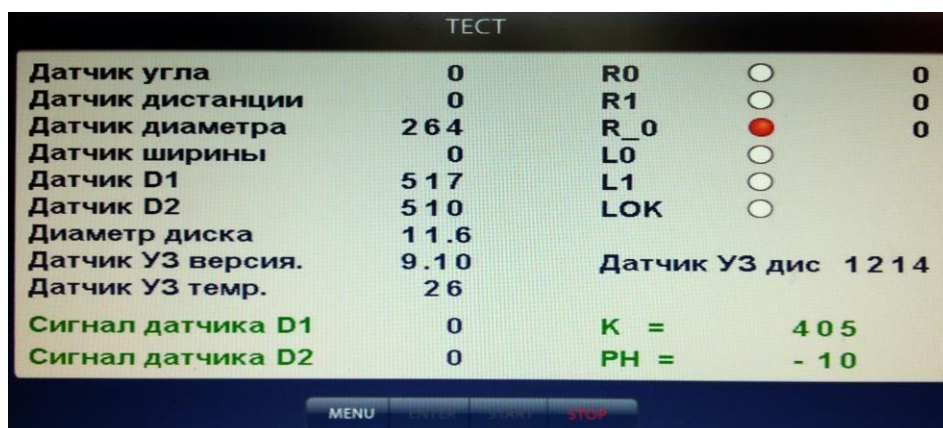 ТЕСТ
Датчик угла 0 R0 0
Датчик дистанции 0 R1 0
Датчик диаметра 264 R_0 0
Датчик ширины 0 L0
Датчик D1 517 L1
Датчик D2 510 LOK
Диаметр диска 11.6
Датчик УЗ версия. 9.10 Датчик УЗ дис 1214
Датчик УЗ темр. 26
Сигнал датчика D1 0 K = 405
Сигнал датчика D2 0 PH = -10
MENU ENTER START STOP